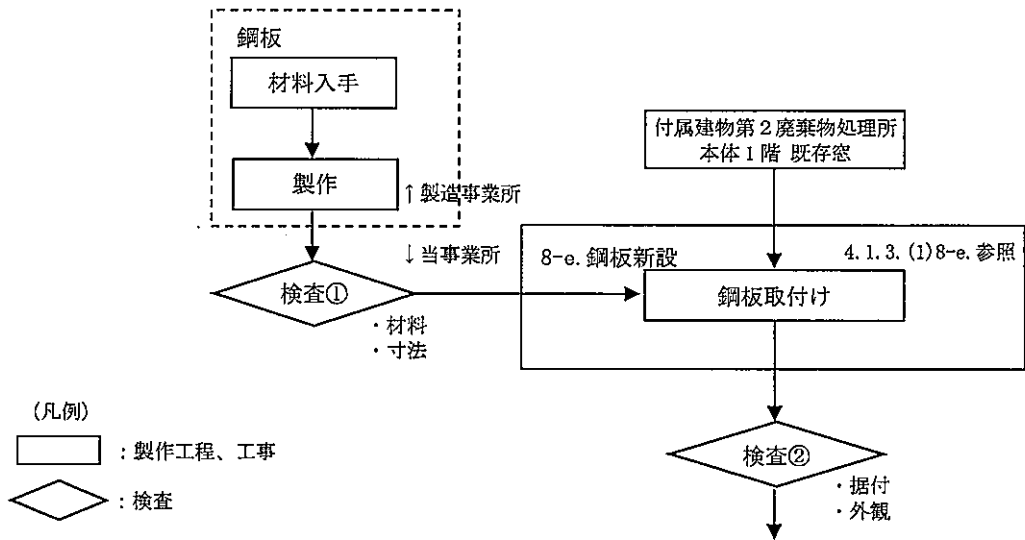 鋼板
材料入手
製作
↑製造事業所
↓当事業所
検査①
・材料
・寸法
付属建物第2廃棄物処理所
本体1階 既存窓
8-e.鋼板新設
4.1.3.(1)8-e.参照
鋼板取付け
検査②
・据付
・外観
(凡例)
：製作工程、工事
：検査